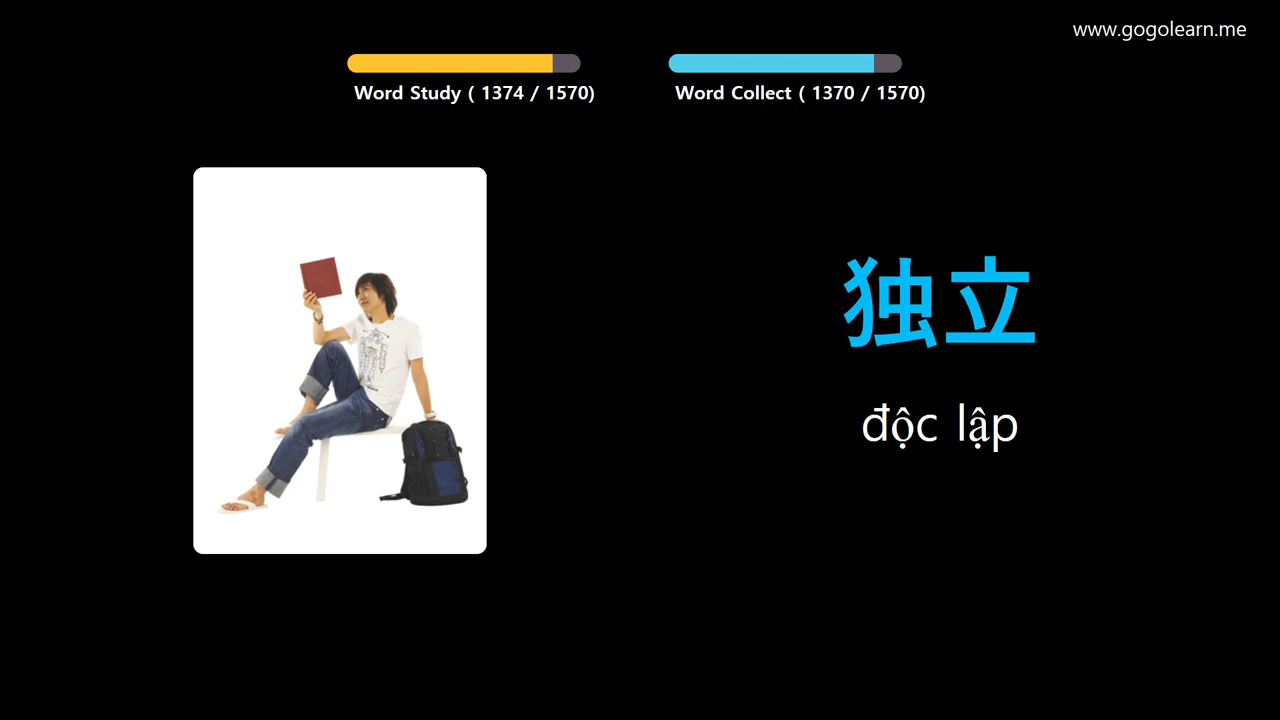 www.gogolearn.me
Word Study ( 1374 / 1570)
Word Collect ( 1370 / 1570)
独立
độc lập